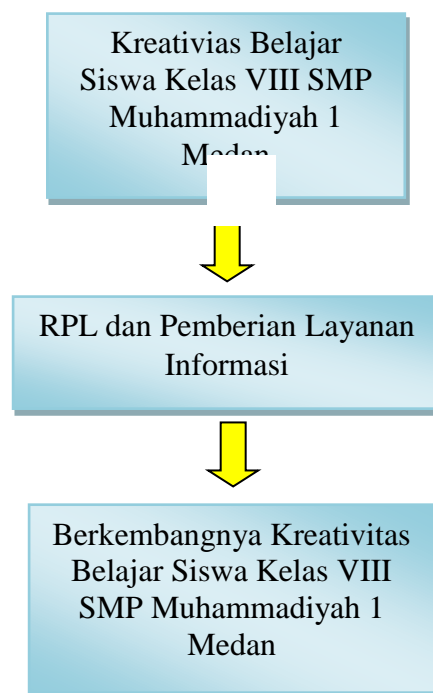 Kreativias Belajar
Siswa Kelas VIII SMP
Muhammadiyah 1
Medan
RPL dan Pemberian Layanan
Informasi
Berkembangnya Kreativitas
Belajar Siswa Kelas VIII
SMP Muhammadiyah 1
Medan